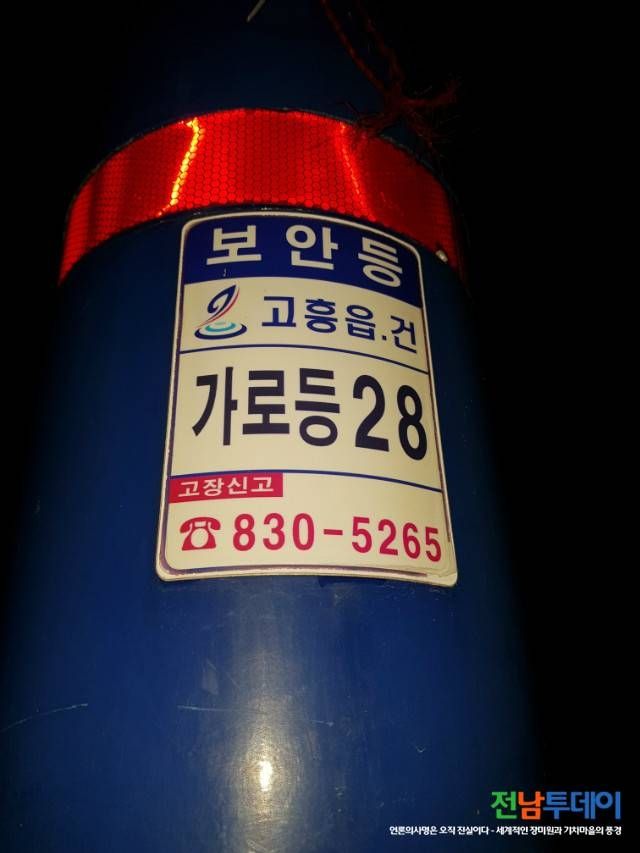 보안등
고흥읍.건
가로등28
고장신고
☎ 830-5265
전남투데이
언론의사명은 오직 진실이다 - 세계적인 장미원과 기차마을의 풍경